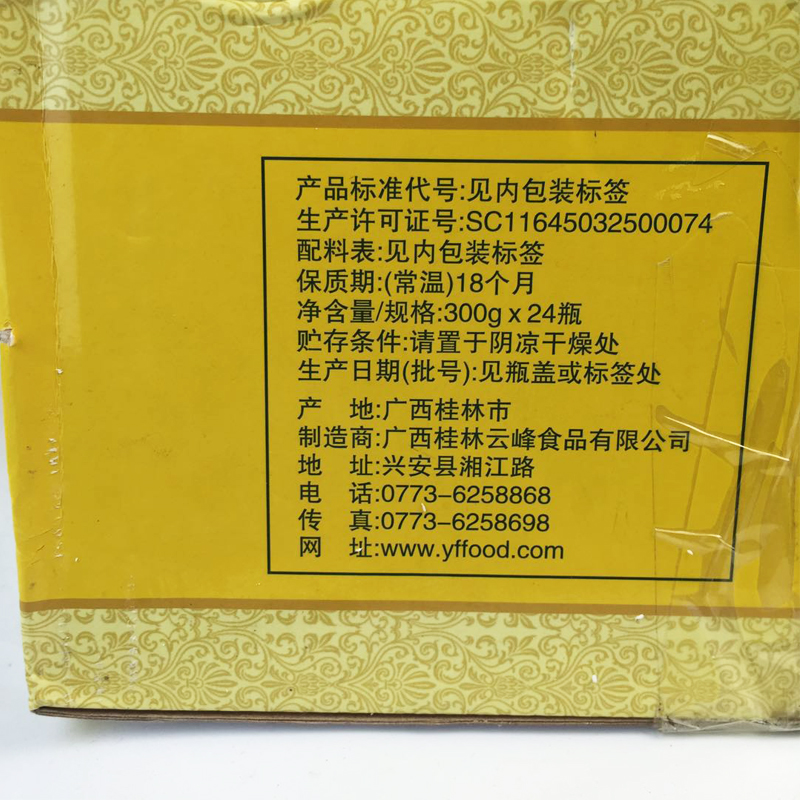 产品标准代号:见内包装标签
生产许可证号:SC11645032500074
配料表:见内包装标签
保质期:(常温)18个月
净含量/规格:300g x 24瓶
贮存条件:请置于阴凉干燥处
生产日期(批号):见瓶盖或标签处
产 地:广西桂林市
制造商:广西桂林云峰食品有限公司
地 址:兴安县湘江路
电 话:0773-6258868
传 真:0773-6258698
网 址:www.yffood.com